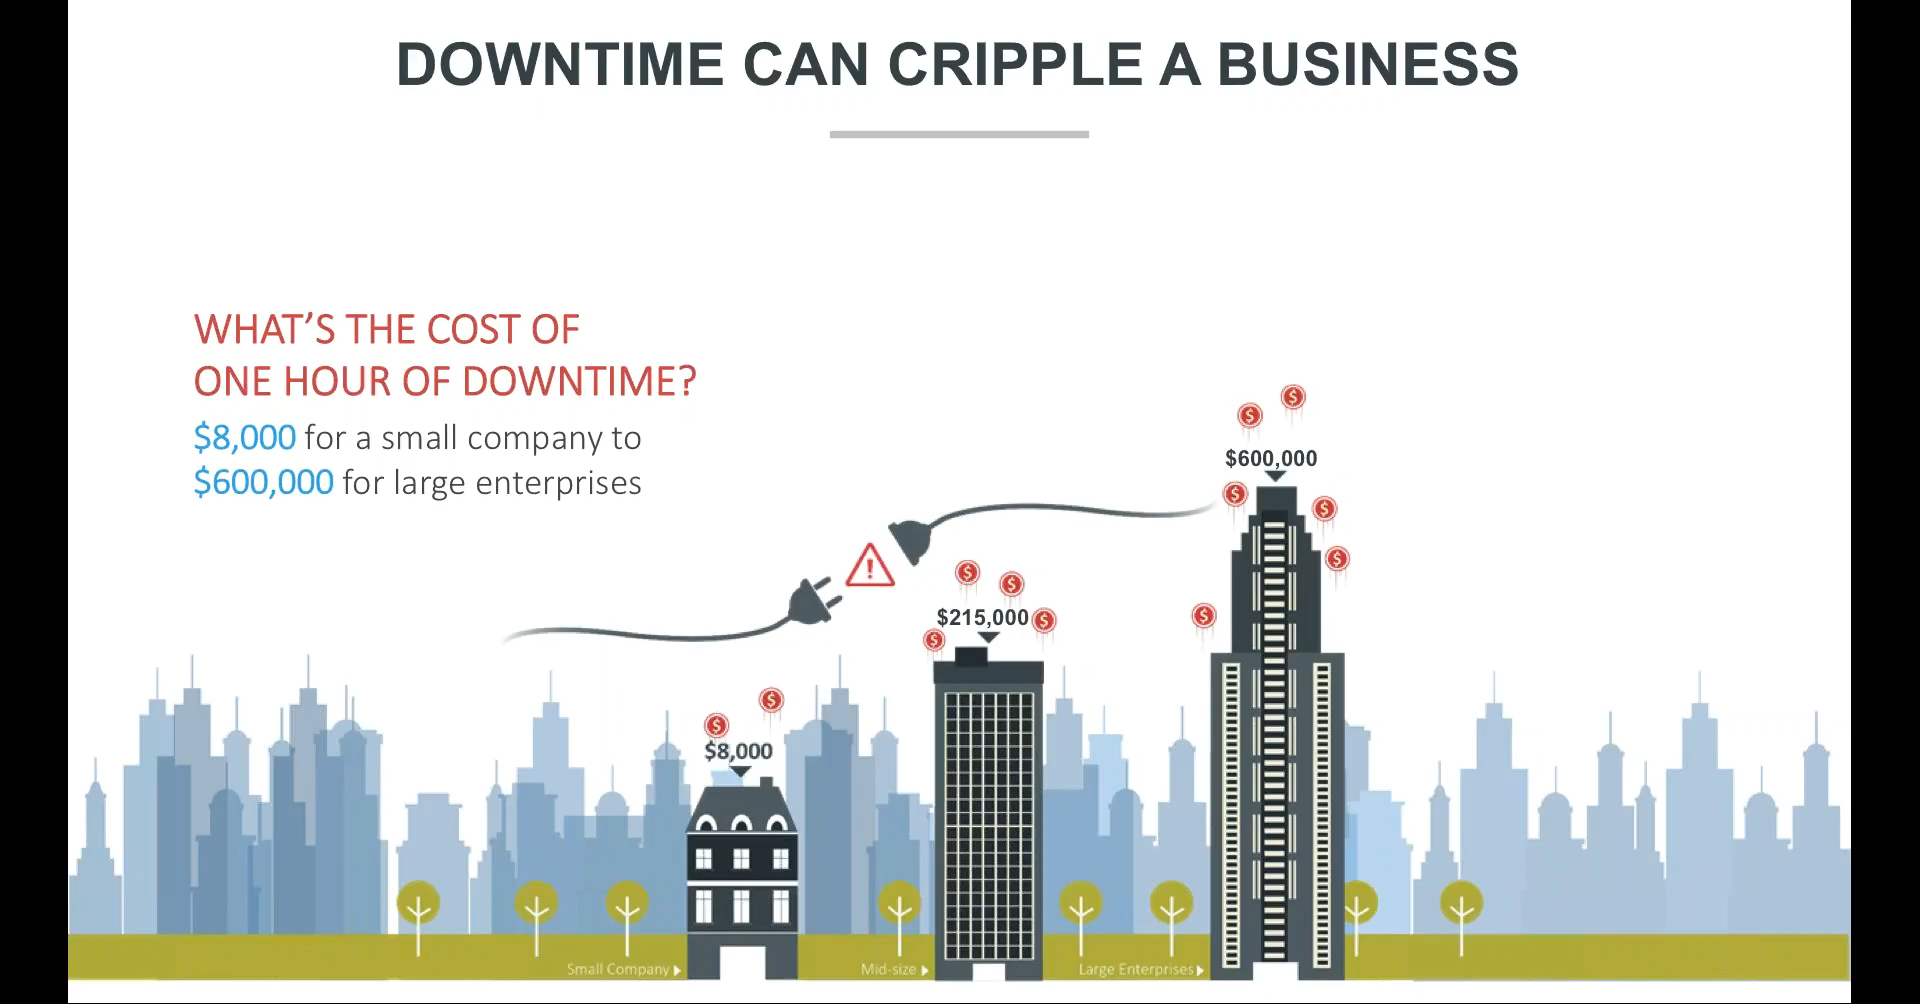 DOWNTIME CAN CRIPPLE A BUSINESS
WHAT’S THE COST OF
ONE HOUR OF DOWNTIME?
$8,000 for a small company to
$600,000 for large enterprises
$600,000
$215,000
$8,000
Small Company
Mid-size
Large Enterprises